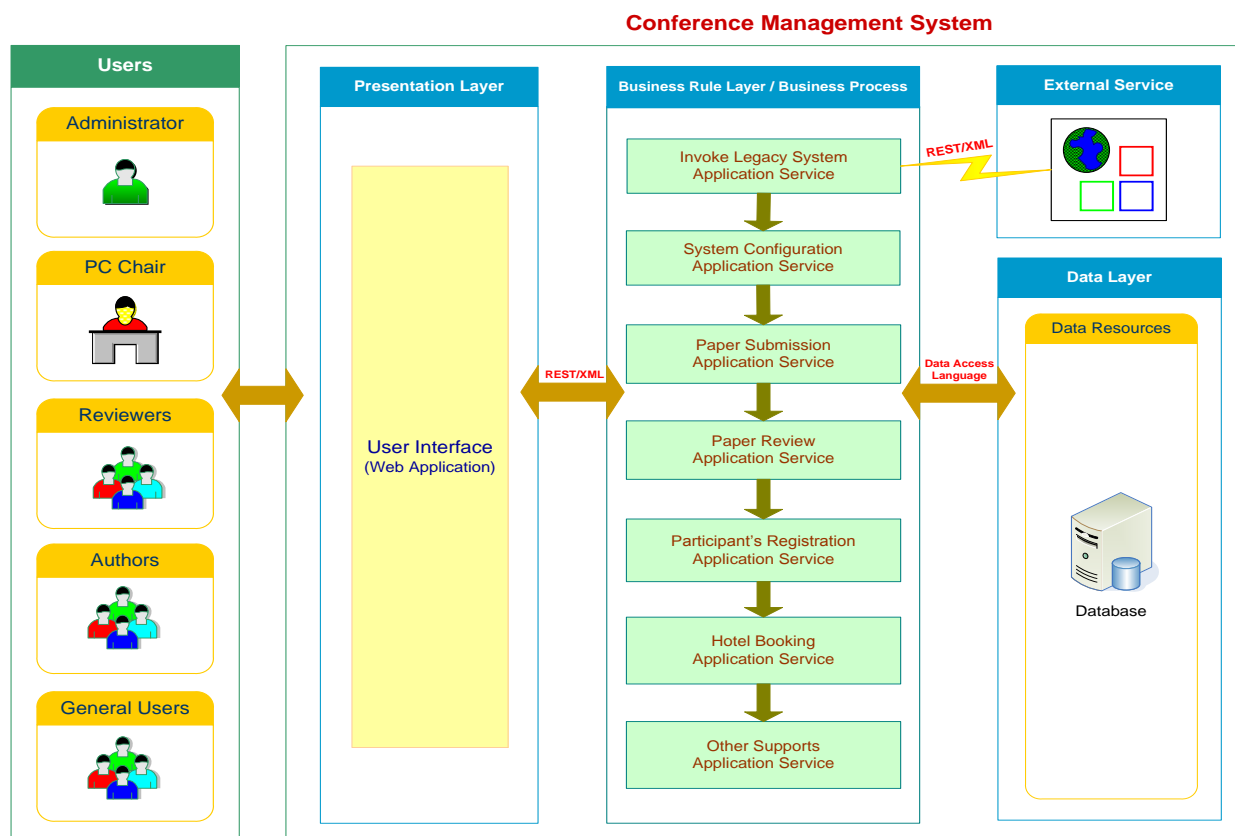 Conference Management System
Users
Administrator
PC Chair
Reviewers
Authors
General Users
Presentation Layer
User Interface
(Web Application)
REST/XML
Business Rule Layer / Business Process
Invoke Legacy System
Application Service
System Configuration
Application Service
Paper Submission
Application Service
Paper Review
Application Service
Participant's Registration
Application Service
Hotel Booking
Application Service
Other Supports
Application Service
REST/XML
External Service
Data Access
Language
Data Layer
Data Resources
Database